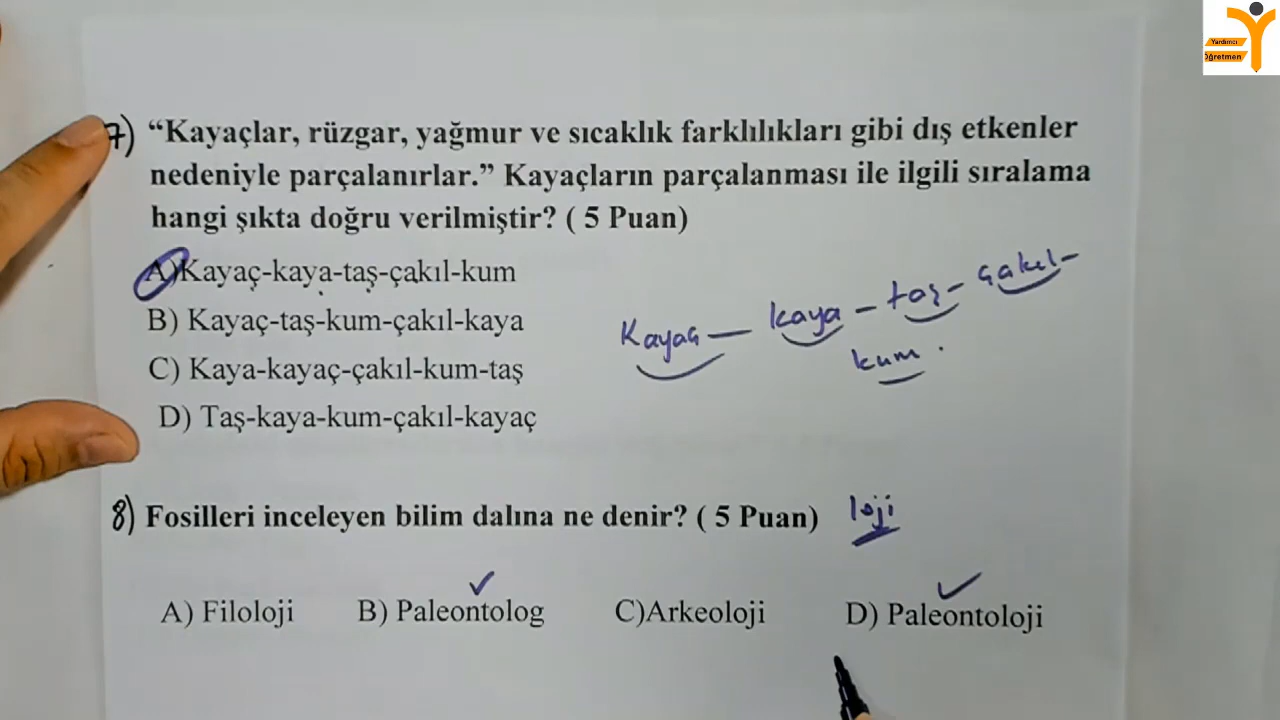 Yardımcı
Öğretmen
7) “Kayaçlar, rüzgar, yağmur ve sıcaklık farklılıkları gibi dış etkenler
nedeniyle parçalanırlar.” Kayaçların parçalanması ile ilgili sıralama
hangi şıkta doğru verilmiştir? ( 5 Puan)
A)Kayaç-kaya-taş-çakıl-kum
B) Kayaç-taş-kum-çakıl-kaya
C) Kaya-kayaç-çakıl-kum-taş
D) Taş-kaya-kum-çakıl-kayaç
Kayaç — kaya - taş - çakıl-
kum .
8) Fosilleri inceleyen bilim dalına ne denir? ( 5 Puan) loji
A) Filoloji B) Paleontolog C)Arkeoloji D) Paleontoloji